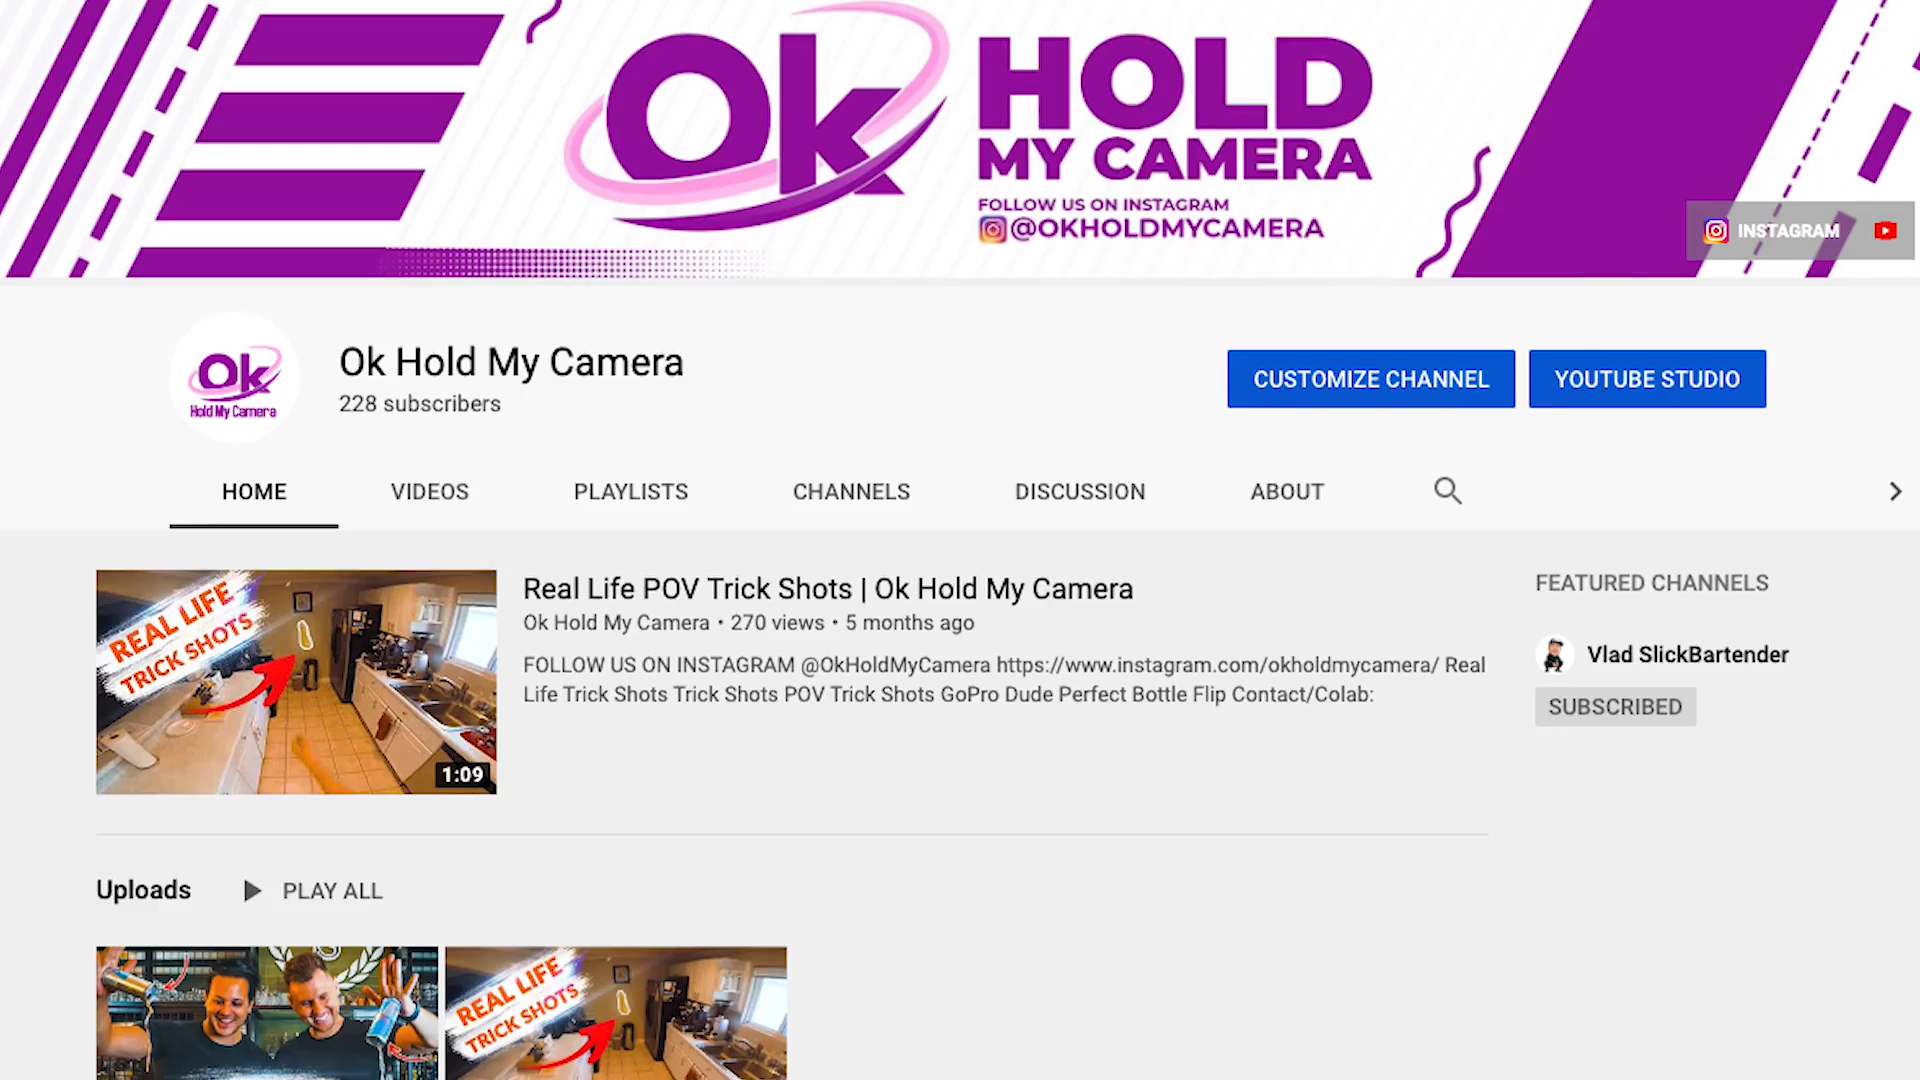 Ok HOLD
MY CAMERA
FOLLOW US ON INSTAGRAM
@OKHOLDMYCAMERA
INSTAGRAM
Ok
Hold My Camera
Ok Hold My Camera
228 subscribers
CUSTOMIZE CHANNEL
YOUTUBE STUDIO
HOME VIDEOS PLAYLISTS CHANNELS DISCUSSION ABOUT
REAL LIFE
TRICK SHOTS
1:09
Real Life POV Trick Shots | Ok Hold My Camera
Ok Hold My Camera • 270 views • 5 months ago
FOLLOW US ON INSTAGRAM @OkHoldMyCamera https://www.instagram.com/okholdmycamera/ Real
Life Trick Shots Trick Shots POV Trick Shots GoPro Dude Perfect Bottle Flip Contact/Colab:
FEATURED CHANNELS
Vlad SlickBartender
SUBSCRIBED
Uploads PLAY ALL
REAL LIFE
TRICK SHOTS